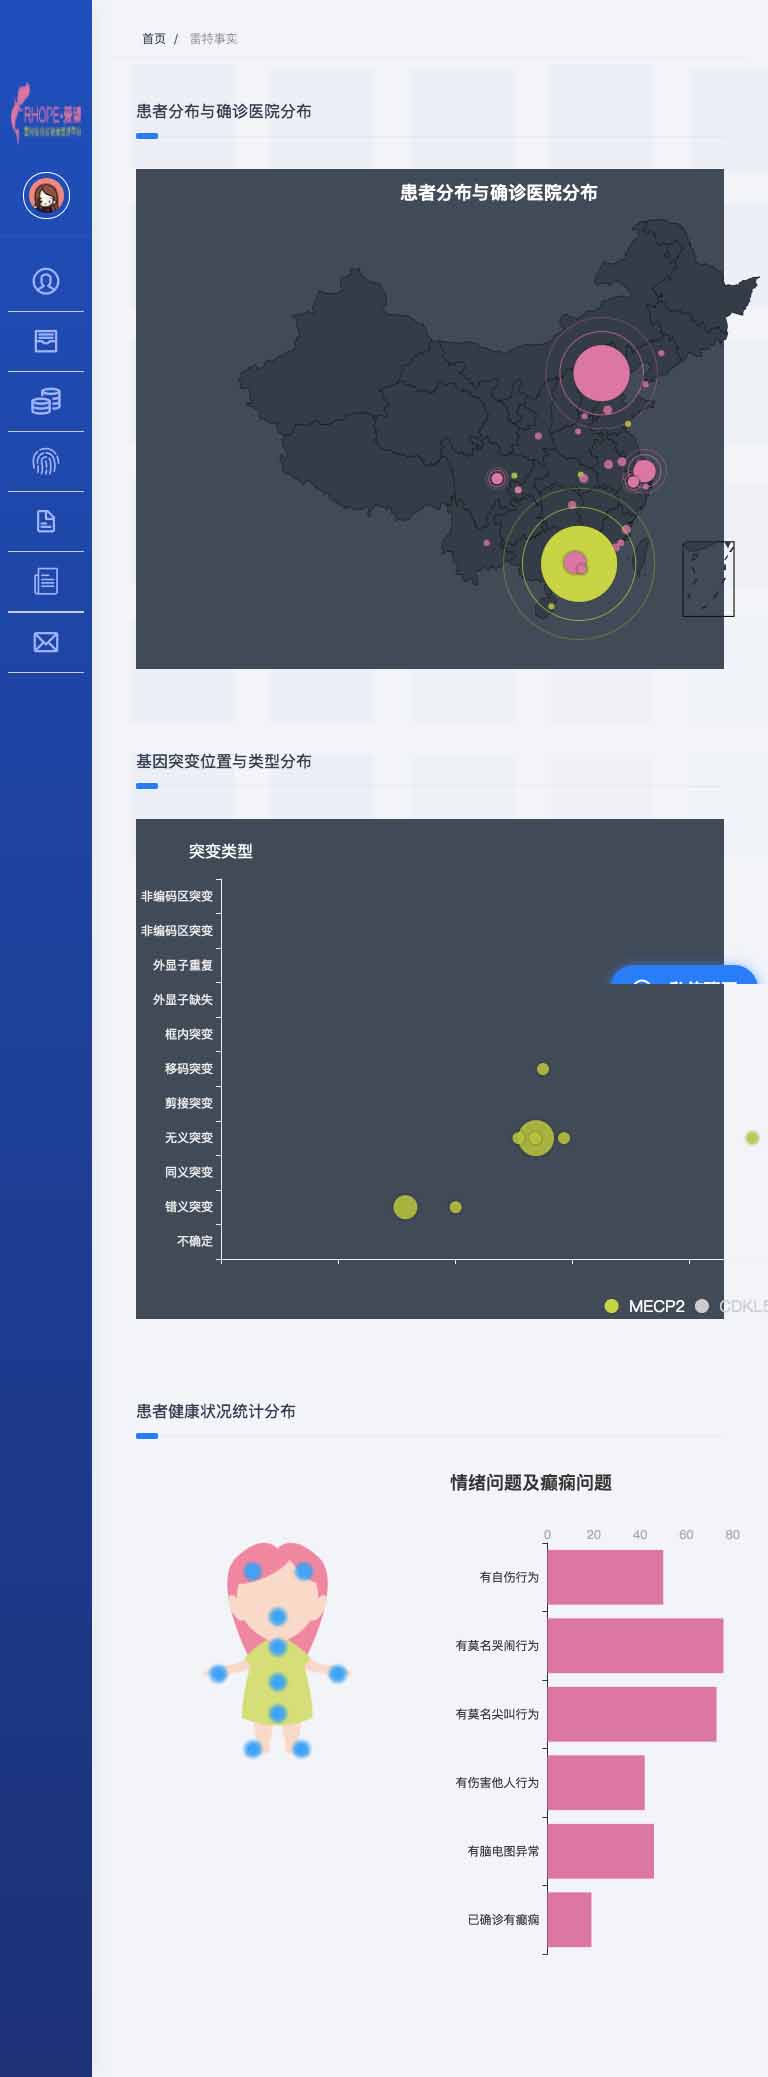 首页 / 雷特事实
RHOPE·蔻德
患者分布与确诊医院分布
患者分布与确诊医院分布
基因突变位置与类型分布
突变类型
非编码区突变
非编码区突变
外显子重复
外显子缺失
框内突变
移码突变
剪接突变
无义突变
同义突变
错义突变
不确定
MECP2 CDKL5
患者健康状况统计分布
情绪问题及癫痫问题
0 20 40 60 80
有自伤行为
有莫名哭闹行为
有莫名尖叫行为
有伤害他人行为
有脑电图异常
已确诊有癫痫